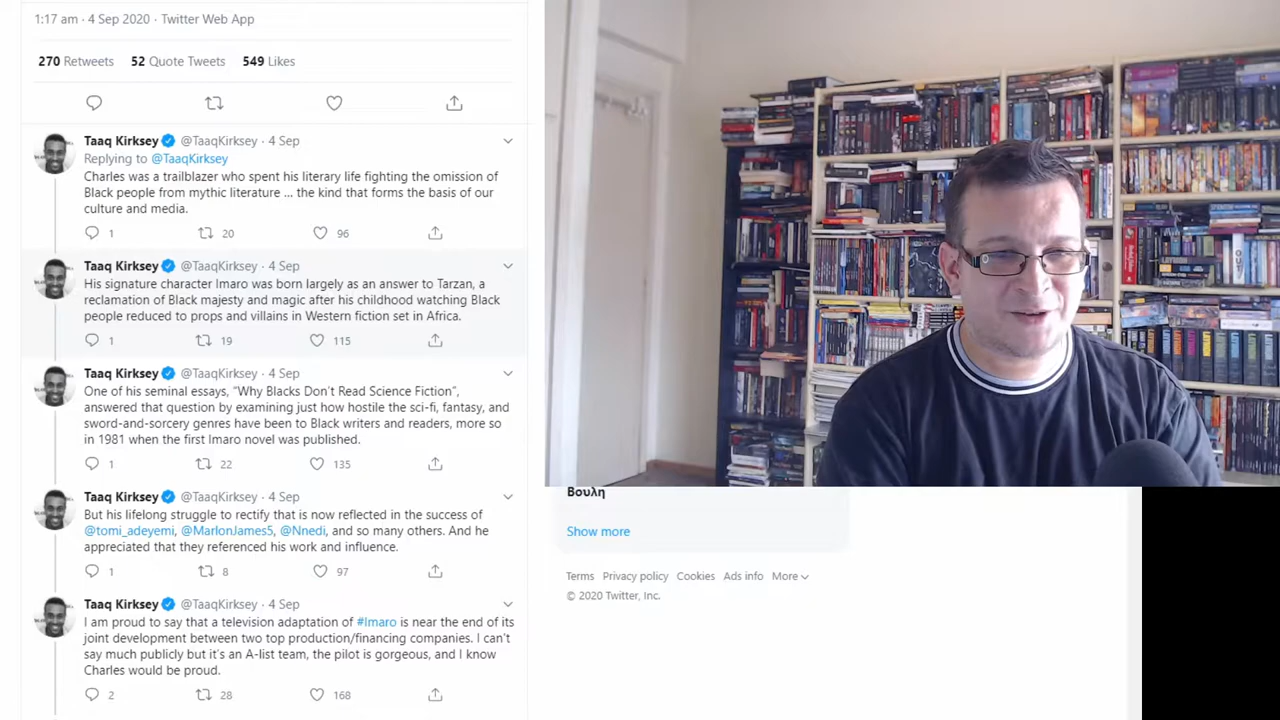 1:17 am · 4 Sep 2020 · Twitter Web App
270 Retweets 52 Quote Tweets 549 Likes
Taaq Kirksey @TaaqKirksey · 4 Sep
Replying to @TaaqKirksey
Charles was a trailblazer who spent his literary life fighting the omission of
Black people from mythic literature ... the kind that forms the basis of our
culture and media.
1 20 96
Taaq Kirksey @TaaqKirksey · 4 Sep
His signature character Imaro was born largely as an answer to Tarzan, a
reclamation of Black majesty and magic after his childhood watching Black
people reduced to props and villains in Western fiction set in Africa.
1 19 115
Taaq Kirksey @TaaqKirksey · 4 Sep
One of his seminal essays, “Why Blacks Don’t Read Science Fiction”,
answered that question by examining just how hostile the sci-fi, fantasy, and
sword-and-sorcery genres have been to Black writers and readers, more so
in 1981 when the first Imaro novel was published.
1 22 135
Taaq Kirksey @TaaqKirksey · 4 Sep
But his lifelong struggle to rectify that is now reflected in the success of
@tomi_adeyemi, @MarlonJames5, @Nnedi, and so many others. And he
appreciated that they referenced his work and influence.
1 8 97
Taaq Kirksey @TaaqKirksey · 4 Sep
I am proud to say that a television adaptation of #Imaro is near the end of its
joint development between two top production/financing companies. I can’t
say much publicly but it’s an A-list team, the pilot is gorgeous, and I know
Charles would be proud.
2 28 168
Βουλή
Show more
Terms Privacy policy Cookies Ads info More
© 2020 Twitter, Inc.